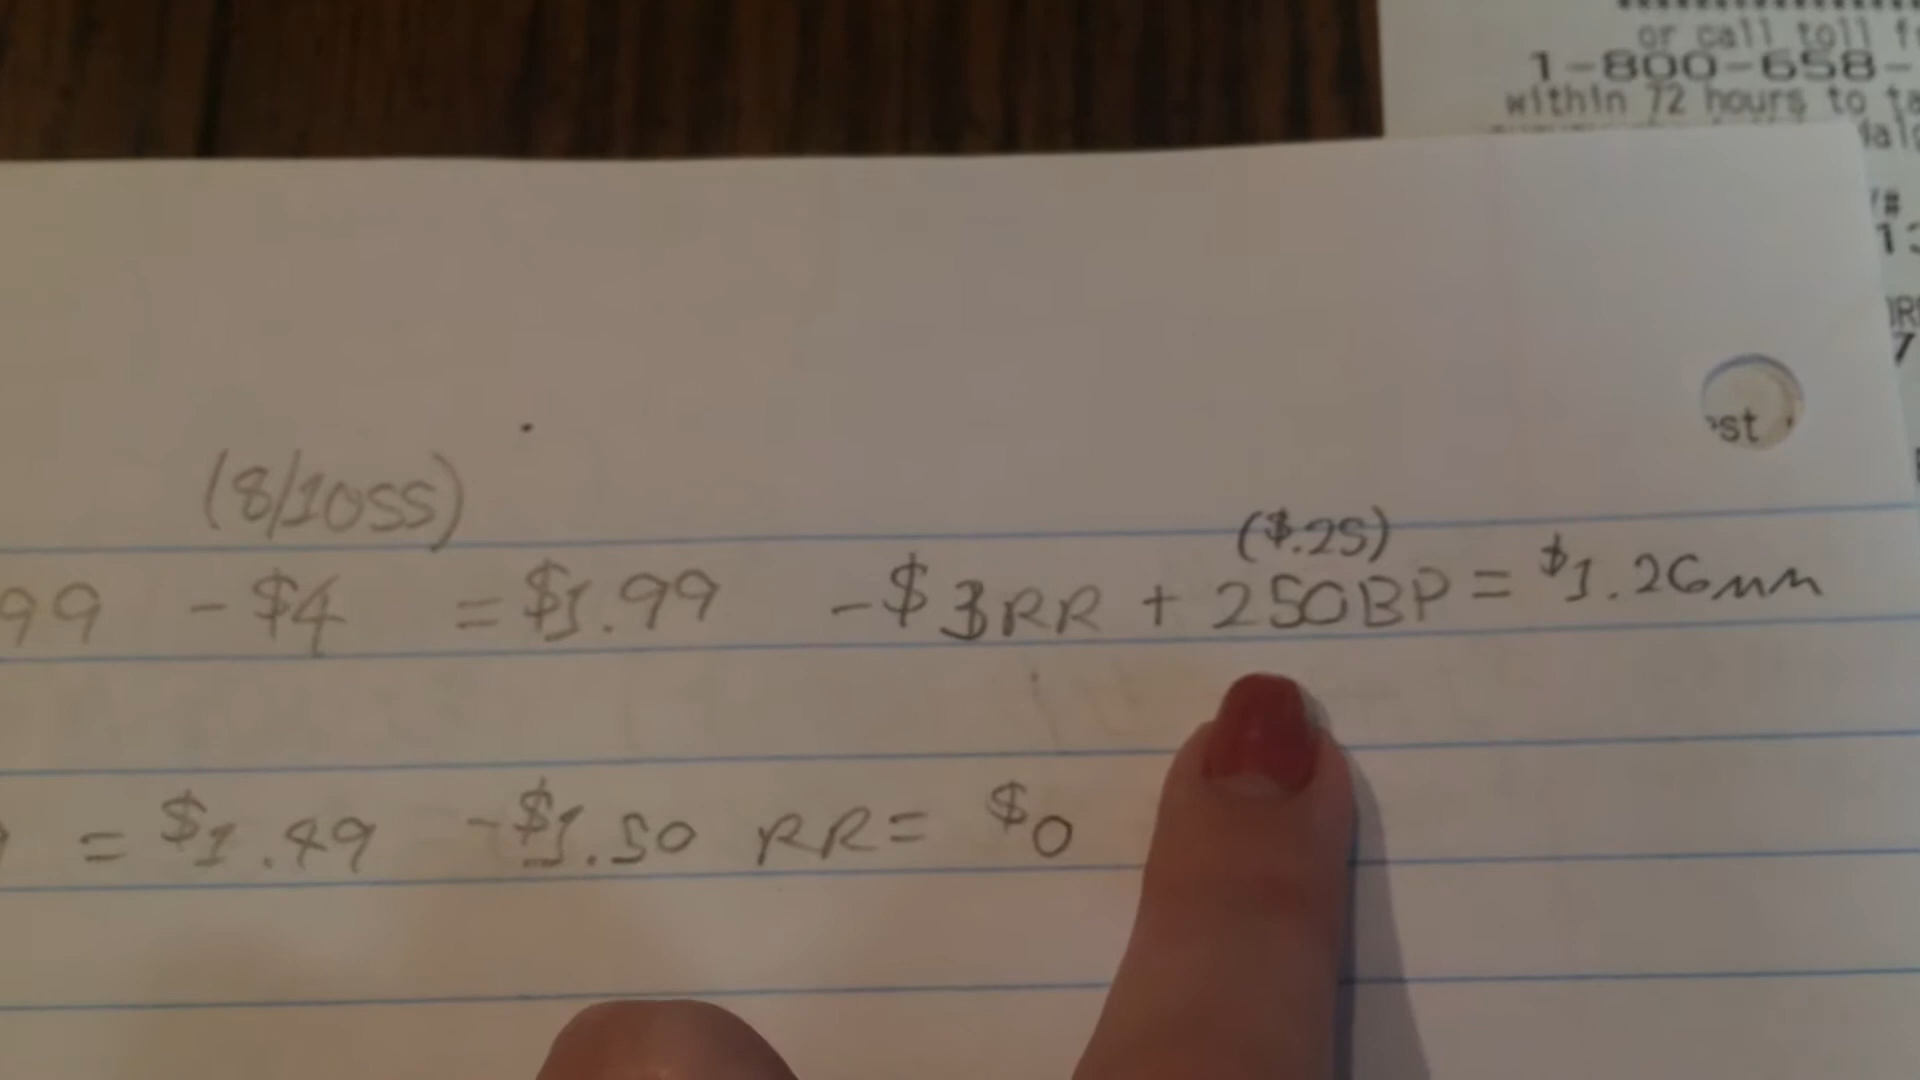 or call toll
1-800-658-
within 72 hours to
(8/10SS)
($.25)
99 -$4 =$1.99 -$3RR + 250BP = $1.26mm
= $1.49 -$1.50 RR= $0